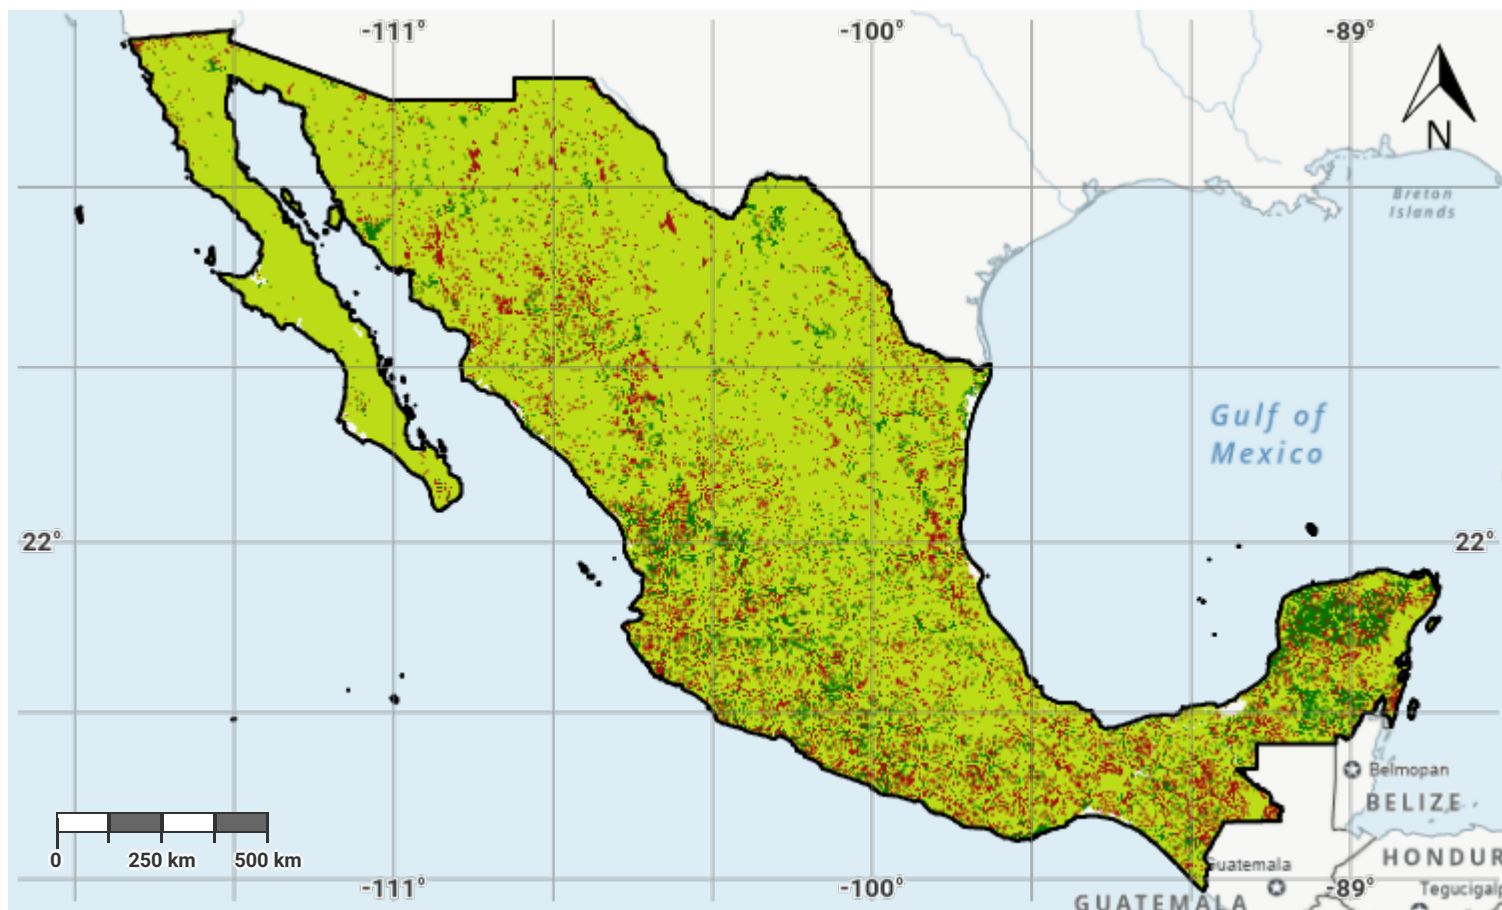 -111°
-100°
-89°
N
Breton
Islands
Gulf of
Mexico
22°
22°
Belmopan
BELIZE
0
250 km
500 km
Guatemala
HONDUR
-111°
-100°
-89°
Tegucigalp
GUATEMALA